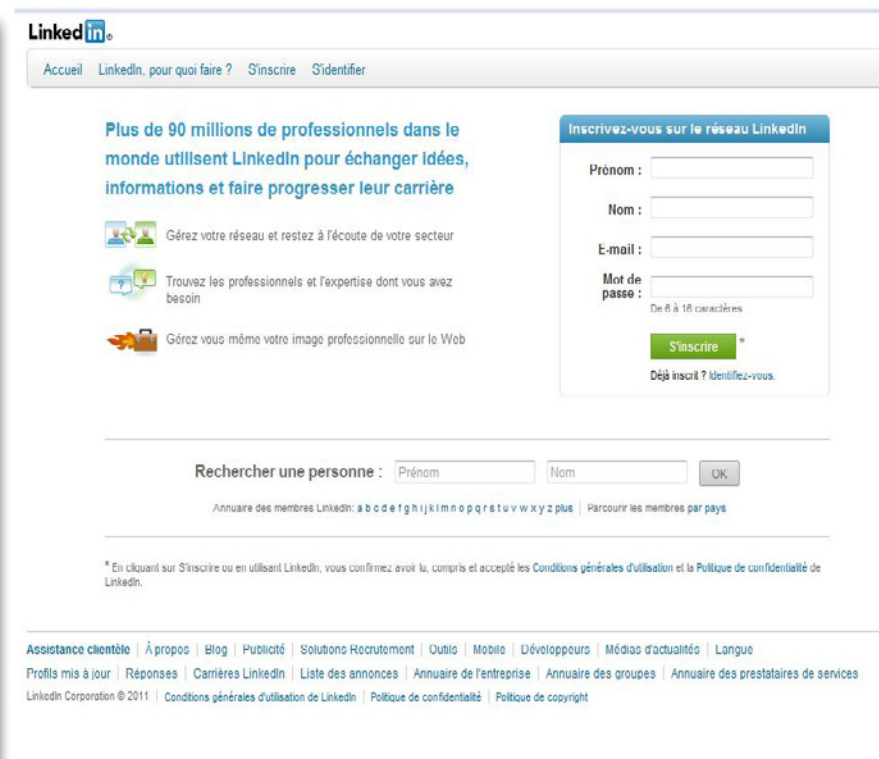 Linked in ®
Accueil LinkedIn, pour quoi faire ? S'inscrire S'identifier
Plus de 90 millions de professionnels dans le
monde utilisent LinkedIn pour échanger idées,
informations et faire progresser leur carrière
Gérez votre réseau et restez à l'écoute de votre secteur
Trouvez les professionnels et l'expertise dont vous avez
besoin
Gérez vous même votre image professionnelle sur le Web
Inscrivez-vous sur le réseau LinkedIn
Prénom :
Nom :
E-mail :
Mot de
passe :
De 6 à 16 caractères
S'inscrire *
Déjà inscrit ? Identifiez-vous.
Rechercher une personne : Prénom Nom OK
Annuaire des membres LinkedIn: a b c d e f g h i j k l m n o p q r s t u v w x y z plus | Parcourir les membres par pays
* En cliquant sur S'inscrire ou en utilisant LinkedIn, vous confirmez avoir lu, compris et accepté les Conditions générales d'utilisation et la Politique de confidentialité de
LinkedIn.
Assistance clientèle | À propos | Blog | Publicité | Solutions Recrutement | Outils | Mobile | Développeurs | Médias d'actualités | Langue
Profils mis à jour | Réponses | Carrières LinkedIn | Liste des annonces | Annuaire de l'entreprise | Annuaire des groupes | Annuaire des prestataires de services
LinkedIn Corporation © 2011 | Conditions générales d'utilisation de LinkedIn | Politique de confidentialité | Politique de copyright